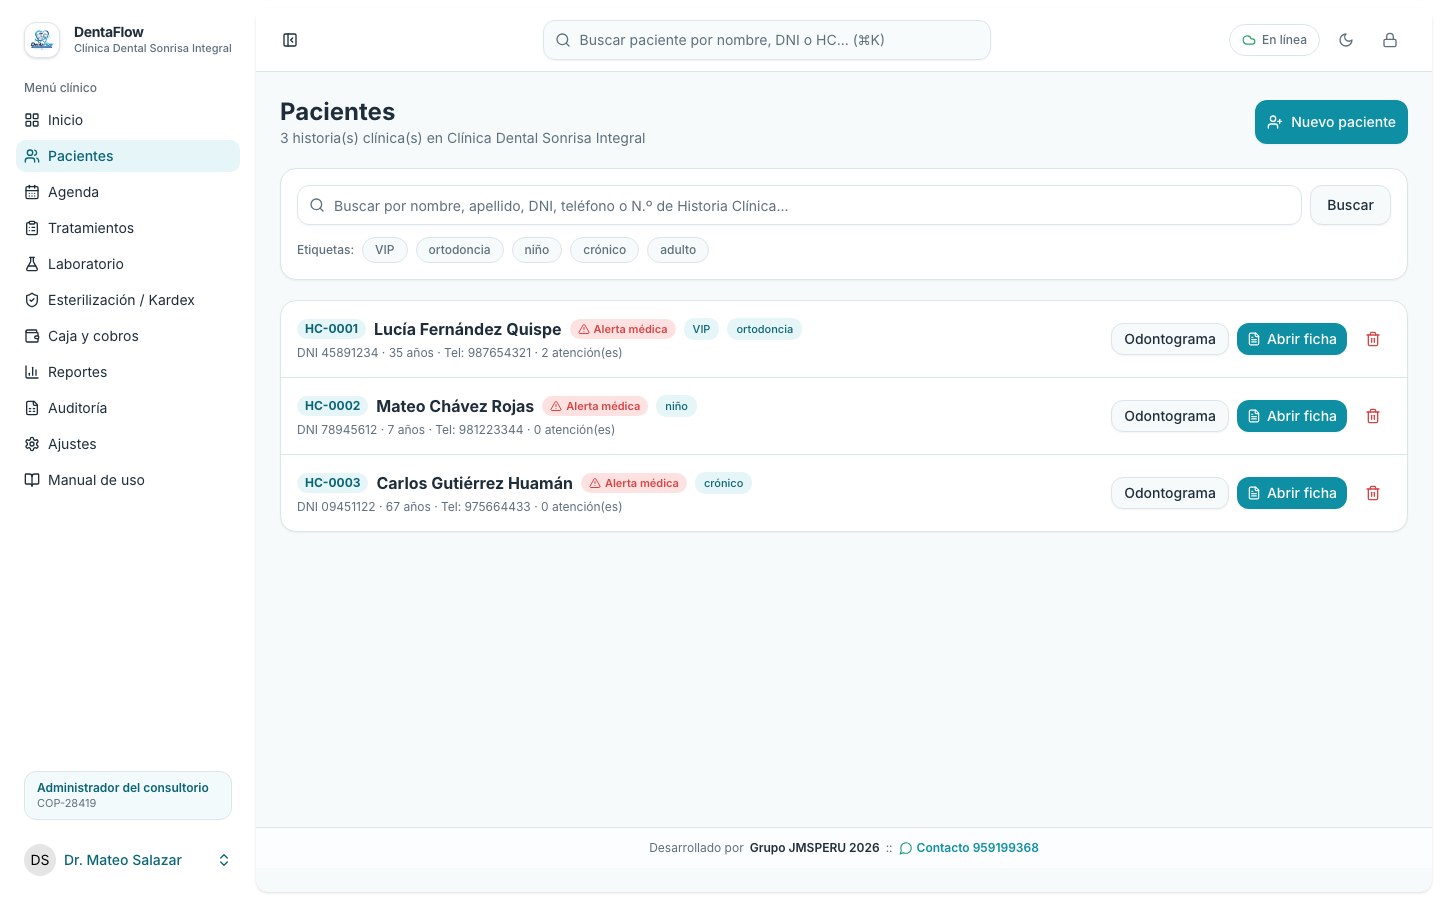 DentaFlow
Clínica Dental Sonrisa Integral
Menú clínico
Inicio
Pacientes
Agenda
Tratamientos
Laboratorio
Esterilización / Kardex
Caja y cobros
Reportes
Auditoría
Ajustes
Manual de uso
Administrador del consultorio
COP-28419
DS Dr. Mateo Salazar
Buscar paciente por nombre, DNI o HC... (⌘K)
En línea
Pacientes
3 historia(s) clínica(s) en Clínica Dental Sonrisa Integral
Nuevo paciente
Buscar por nombre, apellido, DNI, teléfono o N.º de Historia Clínica...
Buscar
Etiquetas: VIP ortodoncia niño crónico adulto
HC-0001 Lucía Fernández Quispe Alerta médica VIP ortodoncia
DNI 45891234 · 35 años · Tel: 987654321 · 2 atención(es)
Odontograma Abrir ficha
HC-0002 Mateo Chávez Rojas Alerta médica niño
DNI 78945612 · 7 años · Tel: 981223344 · 0 atención(es)
Odontograma Abrir ficha
HC-0003 Carlos Gutiérrez Huamán Alerta médica crónico
DNI 09451122 · 67 años · Tel: 975664433 · 0 atención(es)
Odontograma Abrir ficha
Desarrollado por Grupo JMSPERU 2026 :: Contacto 959199368